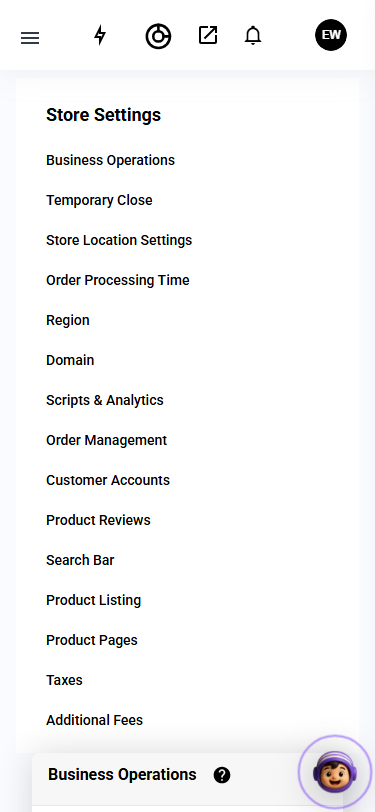 EW
Store Settings
Business Operations
Temporary Close
Store Location Settings
Order Processing Time
Region
Domain
Scripts & Analytics
Order Management
Customer Accounts
Product Reviews
Search Bar
Product Listing
Product Pages
Taxes
Additional Fees
Business Operations ?